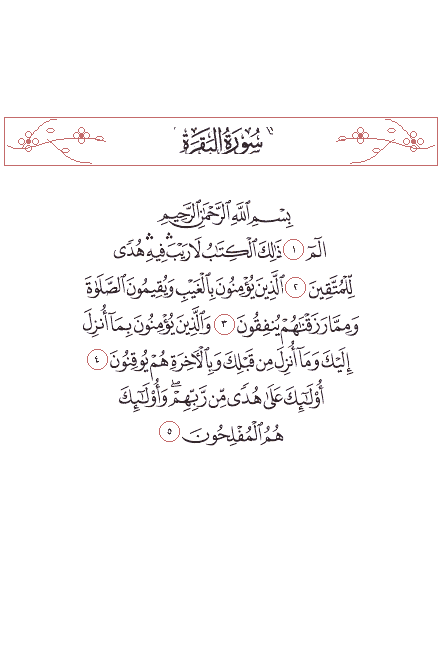 سُورَةُ الْبَقَرَةِ
بِسْمِ ٱللَّهِ ٱلرَّحْمَٰنِ ٱلرَّحِيمِ
الٓمٓ ١ ذَٰلِكَ ٱلْكِتَٰبُ لَا رَيْبَ ۛ فِيهِ ۛ هُدًى
لِّلْمُتَّقِينَ ٢ ٱلَّذِينَ يُؤْمِنُونَ بِٱلْغَيْبِ وَيُقِيمُونَ ٱلصَّلَوٰةَ
وَمِمَّا رَزَقْنَٰهُمْ يُنفِقُونَ ٣ وَٱلَّذِينَ يُؤْمِنُونَ بِمَآ أُنزِلَ
إِلَيْكَ وَمَآ أُنزِلَ مِن قَبْلِكَ وَبِٱلْأَخِرَةِ هُمْ يُوقِنُونَ ٤
أُو۟لَٰٓئِكَ عَلَىٰ هُدًى مِّن رَّبِّهِمْ ۖ وَأُو۟لَٰٓئِكَ
هُمُ ٱلْمُفْلِحُونَ ٥